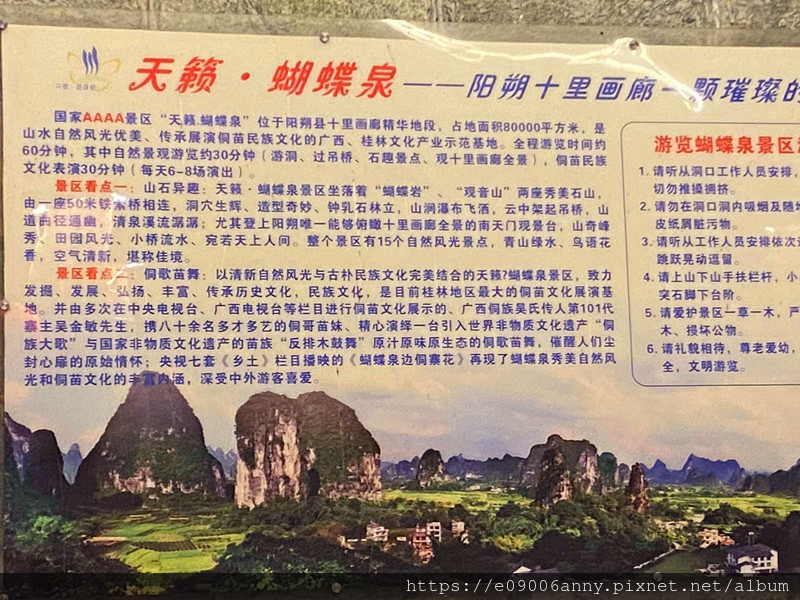 天籁·蝴蝶泉——阳朔十里画廊一颗璀璨的
国家AAAA景区“天籁.蝴蝶泉”位于阳朔县十里画廊精华地段,占地面积80000平方米,是
山水自然风光优美、传承展演侗苗民族文化的广西、桂林文化产业示范基地。全程游览时间约
60分钟,其中自然景观游览约30分钟(游洞、过吊桥、石趣景点、观十里画廊全景),侗苗民族
文化表演30分钟(每天6-8场演出)。
景区看点一:山石异趣:天籁·蝴蝶泉景区坐落着“蝴蝶岩”、“观音山”两座秀美石山,
由一座50米铁索桥相连,洞穴生辉、造型奇妙、钟乳石林立,山涧瀑布飞洒,云中架起吊桥,山
道曲径通幽,清泉溪流潺潺;尤其登上阳朔唯一能够俯瞰十里画廊全景的南天门观景台,山奇峰
秀、田园风光、小桥流水、宛若天上人间。整个景区有15个自然风光景点,青山绿水、鸟语花
香,空气清新,堪称佳境。
景区看点二:侗歌苗舞:以清新自然风光与古朴民族文化完美结合的天籁?蝴蝶泉景区,致力
发掘、发展、弘扬、丰富、传承历史文化,民族文化,是目前桂林地区最大的侗苗文化展演基
地。并由多次在中央电视台、广西电视台等栏目进行侗苗文化展示的、广西侗族吴氏传人第101代
寨主吴金敏先生,携八十余名多才多艺的侗哥苗妹、精心演绎一台引入世界非物质文化遗产“侗
族大歌”与国家非物质文化遗产的苗族“反排木鼓舞”原汁原味原生态的侗歌苗舞,催醒人们尘
封心扉的原始情怀;央视七套《乡土》栏目播映的《蝴蝶泉边侗寨花》再现了蝴蝶泉秀美自然风
光和侗苗文化的丰富内涵,深受中外游客喜爱。
游览蝴蝶泉景区
1.请听从洞口工作人员安排,
切勿推搡拥挤。
2.请勿在洞口洞内吸烟及随
皮纸屑脏污物。
3.请听从工作人员安排依次
跳跃晃动逗留。
4.请上山下山手扶栏杆,小
突石脚下台阶。
5.请爱护景区一草一木,严
木、损坏公物。
6.请礼貌相待,尊老爱幼,
全,文明游览。
https://e09006anny.pixnet.net/album